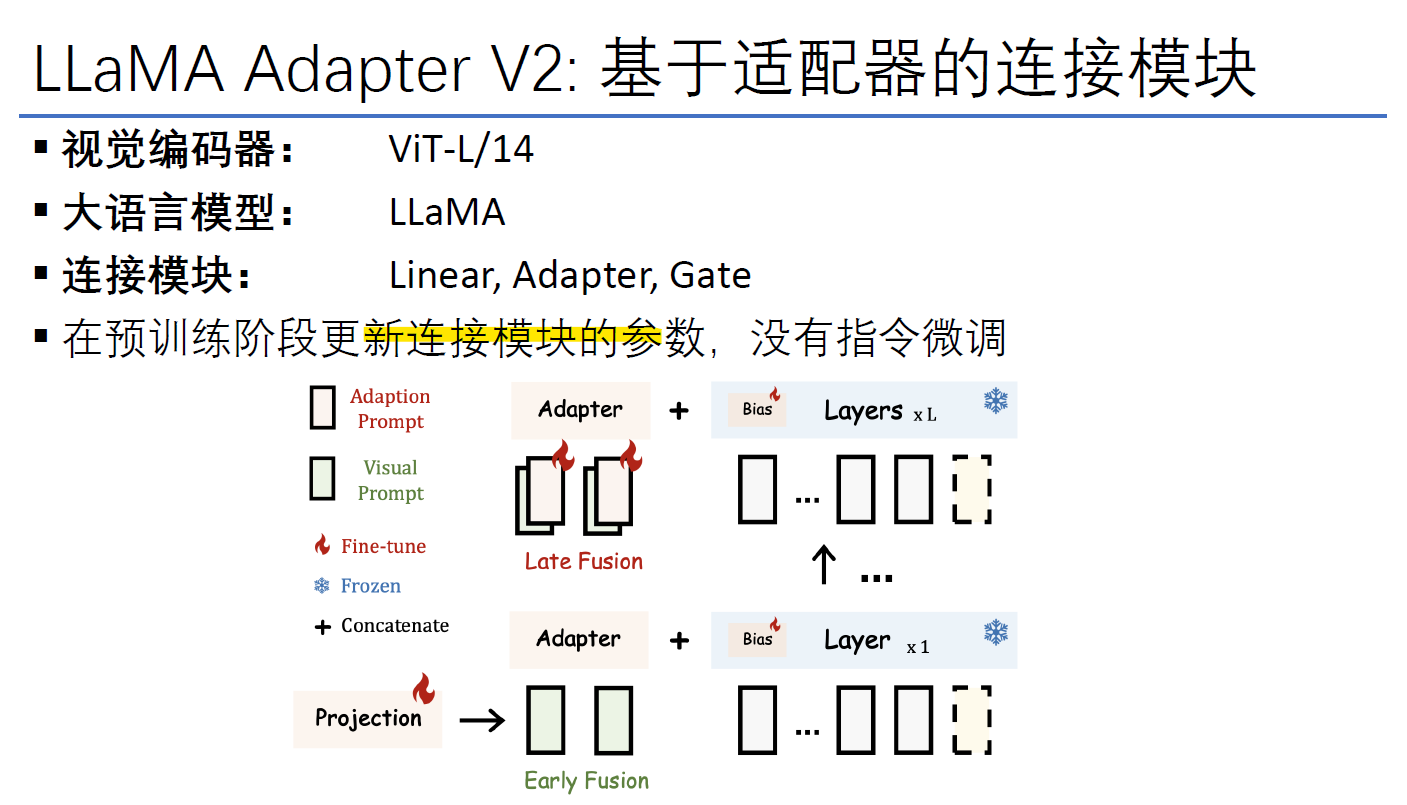 LLaMA Adapter V2: 基于适配器的连接模块
▪ 视觉编码器： ViT-L/14
▪ 大语言模型： LLaMA
▪ 连接模块： Linear, Adapter, Gate
▪ 在预训练阶段更新连接模块的参数，没有指令微调
Adaption
Prompt
Visual
Prompt
Fine-tune
Frozen
+ Concatenate
Adapter + Bias Layers x L
...
Late Fusion
...
Adapter + Bias Layer x 1
Projection
...
Early Fusion